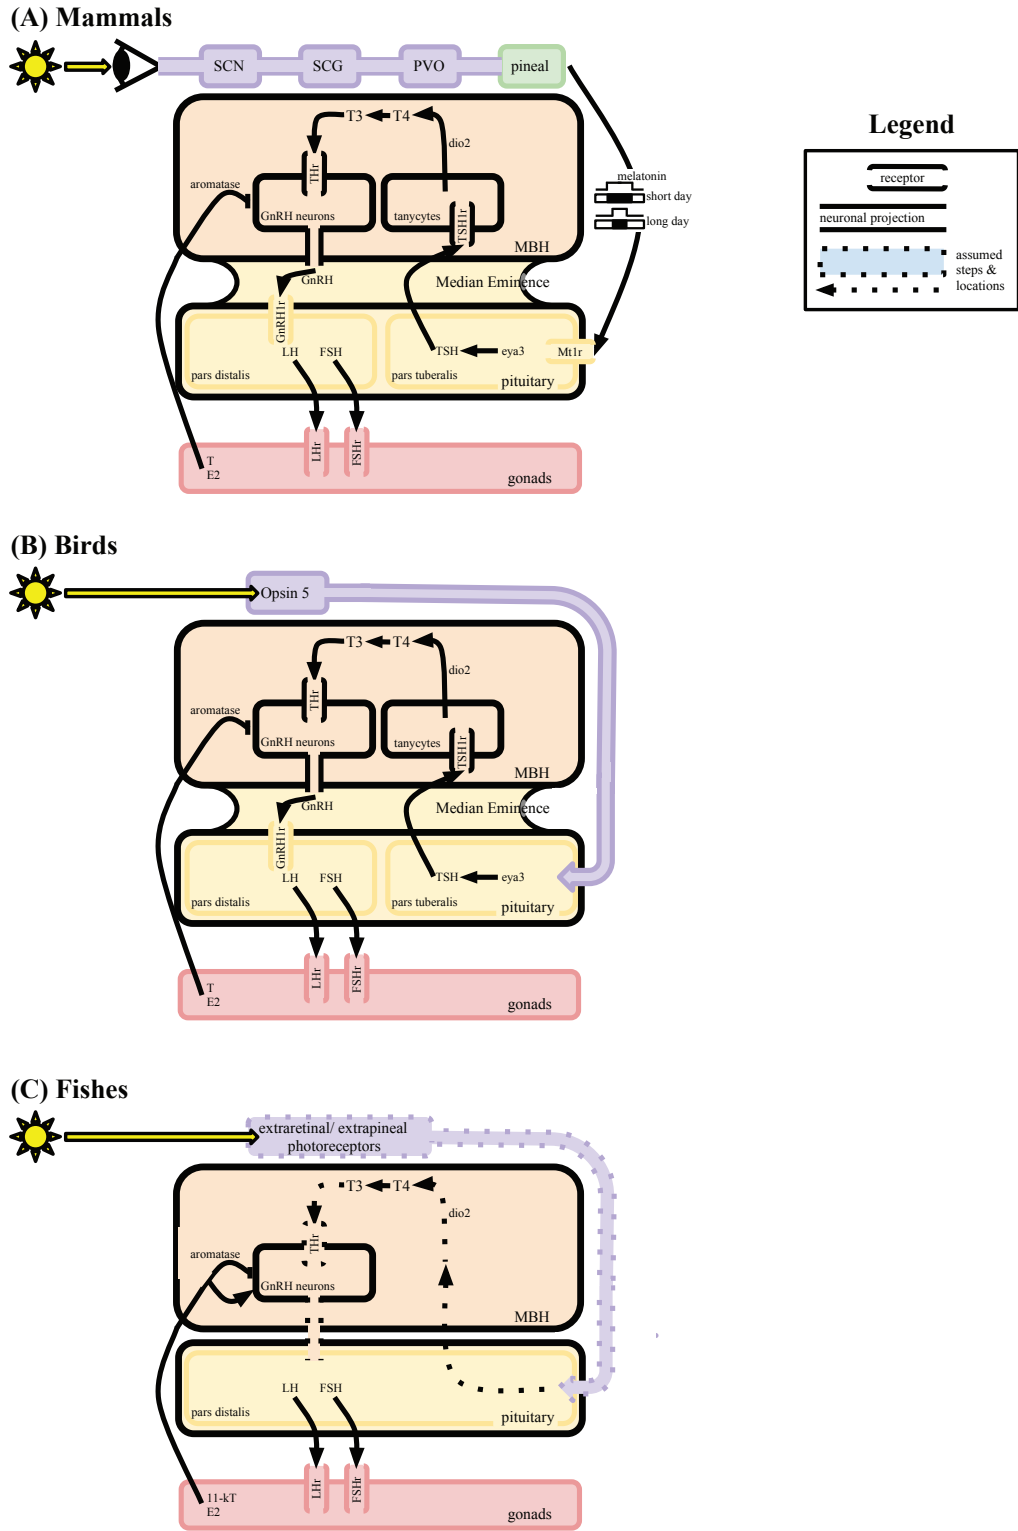 (A) Mammals
SCN
SCG
PVO
pineal
T3
T4
dio2
THr
aromatase
GnRH neurons
tanycytes
TSH1r
MBH
melatonin
short day
long day
GnRH
Median Eminence
GnRH1r
LH
FSH
TSH
eya3
Mt1r
pars distalis
pars tuberalis
pituitary
LHr
FSHr
T
E2
gonads
Legend
receptor
neuronal projection
assumed
steps &
locations
(B) Birds
Opsin 5
T3
T4
dio2
THr
aromatase
GnRH neurons
tanycytes
TSH1r
MBH
GnRH
Median Eminence
GnRH1r
LH
FSH
TSH
eya3
pars distalis
pars tuberalis
pituitary
LHr
FSHr
T
E2
gonads
(C) Fishes
extraretinal/ extrapineal
photoreceptors
T3
T4
dio2
THr
aromatase
GnRH neurons
MBH
LH
FSH
pars distalis
pituitary
LHr
FSHr
11-kT
E2
gonads